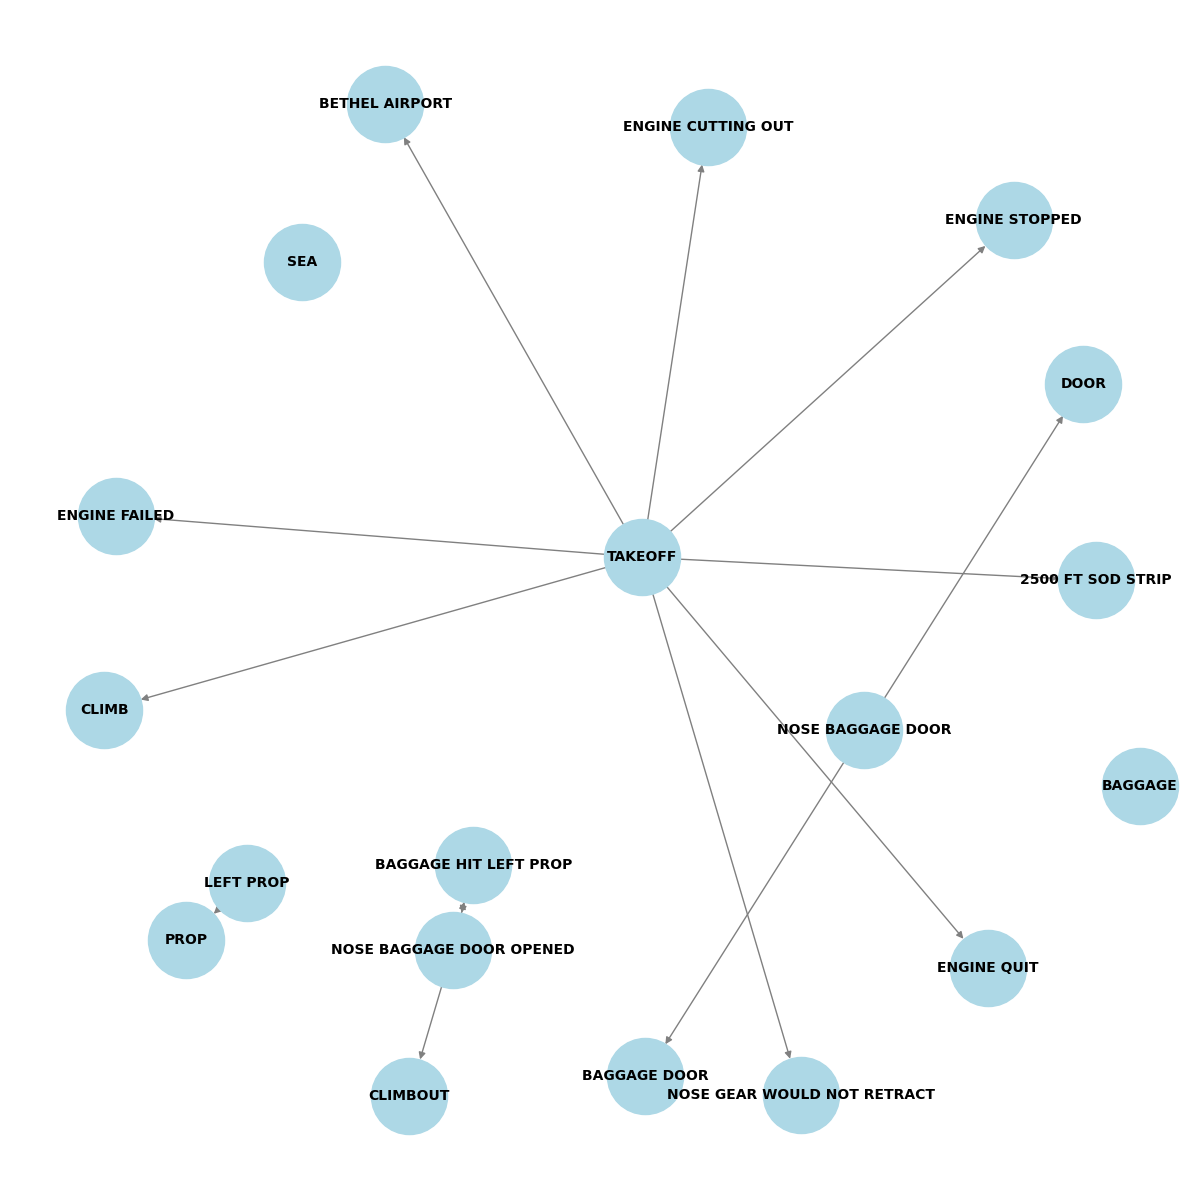 BETHEL AIRPORT
ENGINE CUTTING OUT
ENGINE STOPPED
SEA
DOOR
ENGINE FAILED
TAKEOFF
2500 FT SOD STRIP
CLIMB
NOSE BAGGAGE DOOR
BAGGAGE
BAGGAGE HIT LEFT PROP
LEFT PROP
PROP
NOSE BAGGAGE DOOR OPENED
ENGINE QUIT
BAGGAGE DOOR
NOSE GEAR WOULD NOT RETRACT
CLIMBOUT